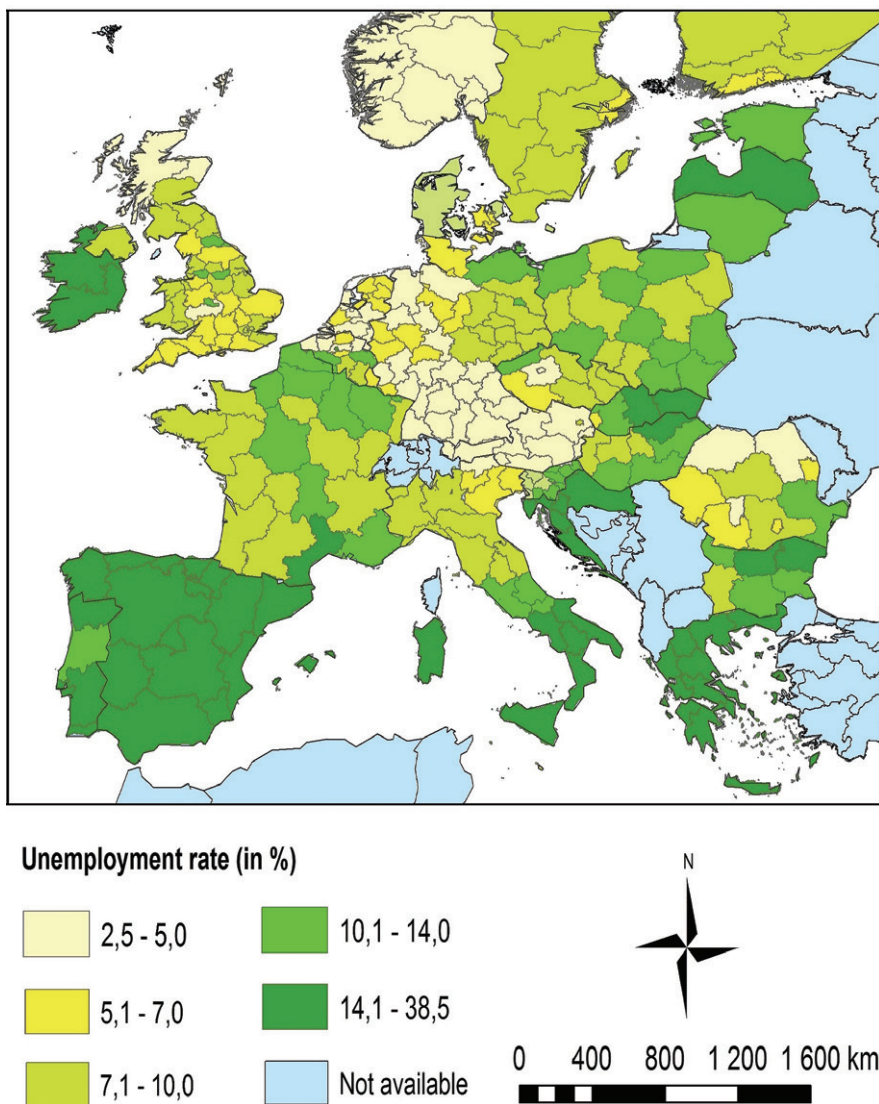 Unemployment rate (in %)
2,5 - 5,0
5,1 - 7,0
7,1 - 10,0
10,1 - 14,0
14,1 - 38,5
Not available
N
0 400 800 1 200 1 600 km